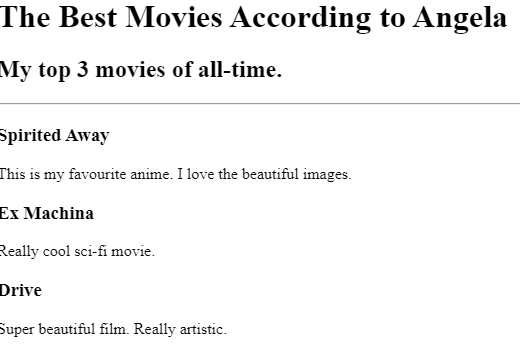 The Best Movies According to Angela
My top 3 movies of all-time.
Spirited Away
This is my favourite anime. I love the beautiful images.
Ex Machina
Really cool sci-fi movie.
Drive
Super beautiful film. Really artistic.